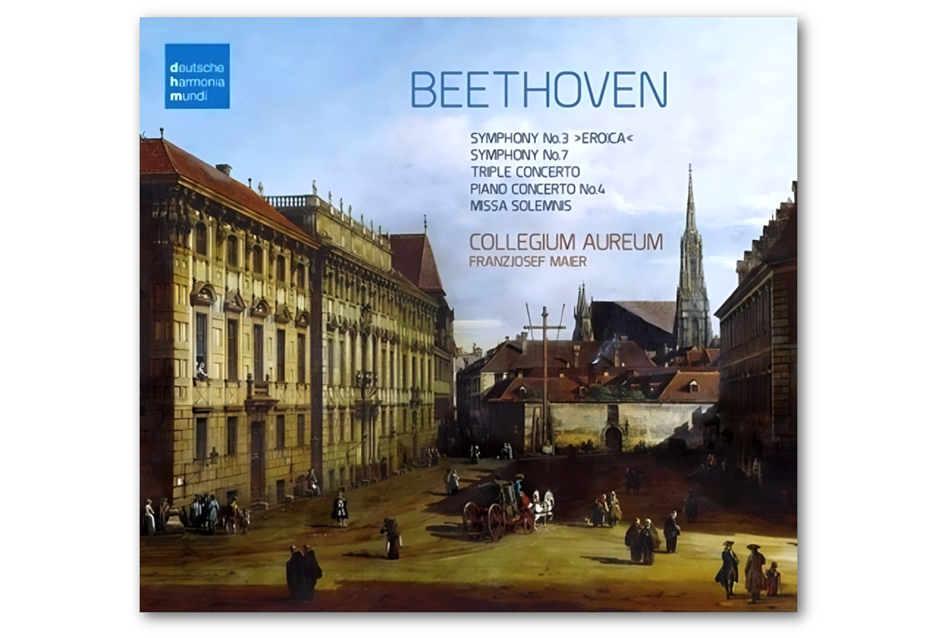 deutsche
harmonia
mundi
BEETHOVEN
SYMPHONY No.3 >EROICA<
SYMPHONY No.7
TRIPLE CONCERTO
PIANO CONCERTO No.4
MISSA SOLEMNIS
COLLEGIUM AUREUM
FRANZJOSEF MAIER